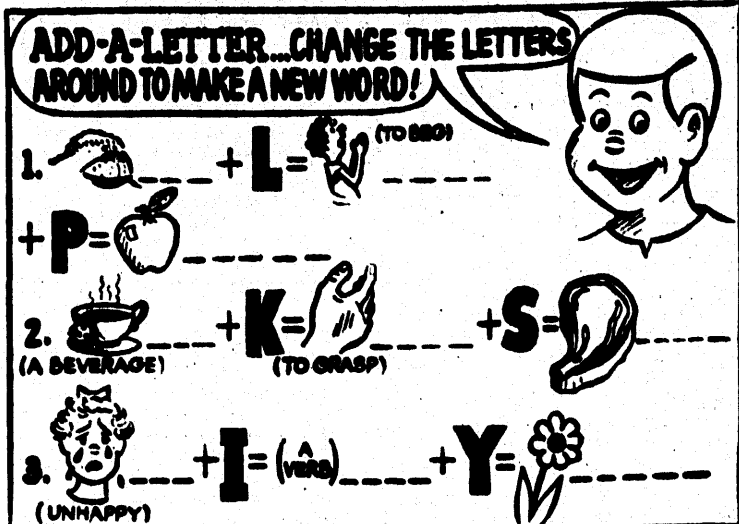 ADD-A-LETTER...CHANGE THE LETTERS
AROUND TO MAKE A NEW WORD!
1. _ _ _ + L = (TO BEG) _ _ _ _
+ P = _ _ _ _ _
2. _ _ _ + K = _ _ _ _ + S = _ _ _ _ _
(A BEVERAGE) (TO GRASP)
3. _ _ _ + I = (A VERB) _ _ _ _ + Y = _ _ _ _ _
(UNHAPPY)